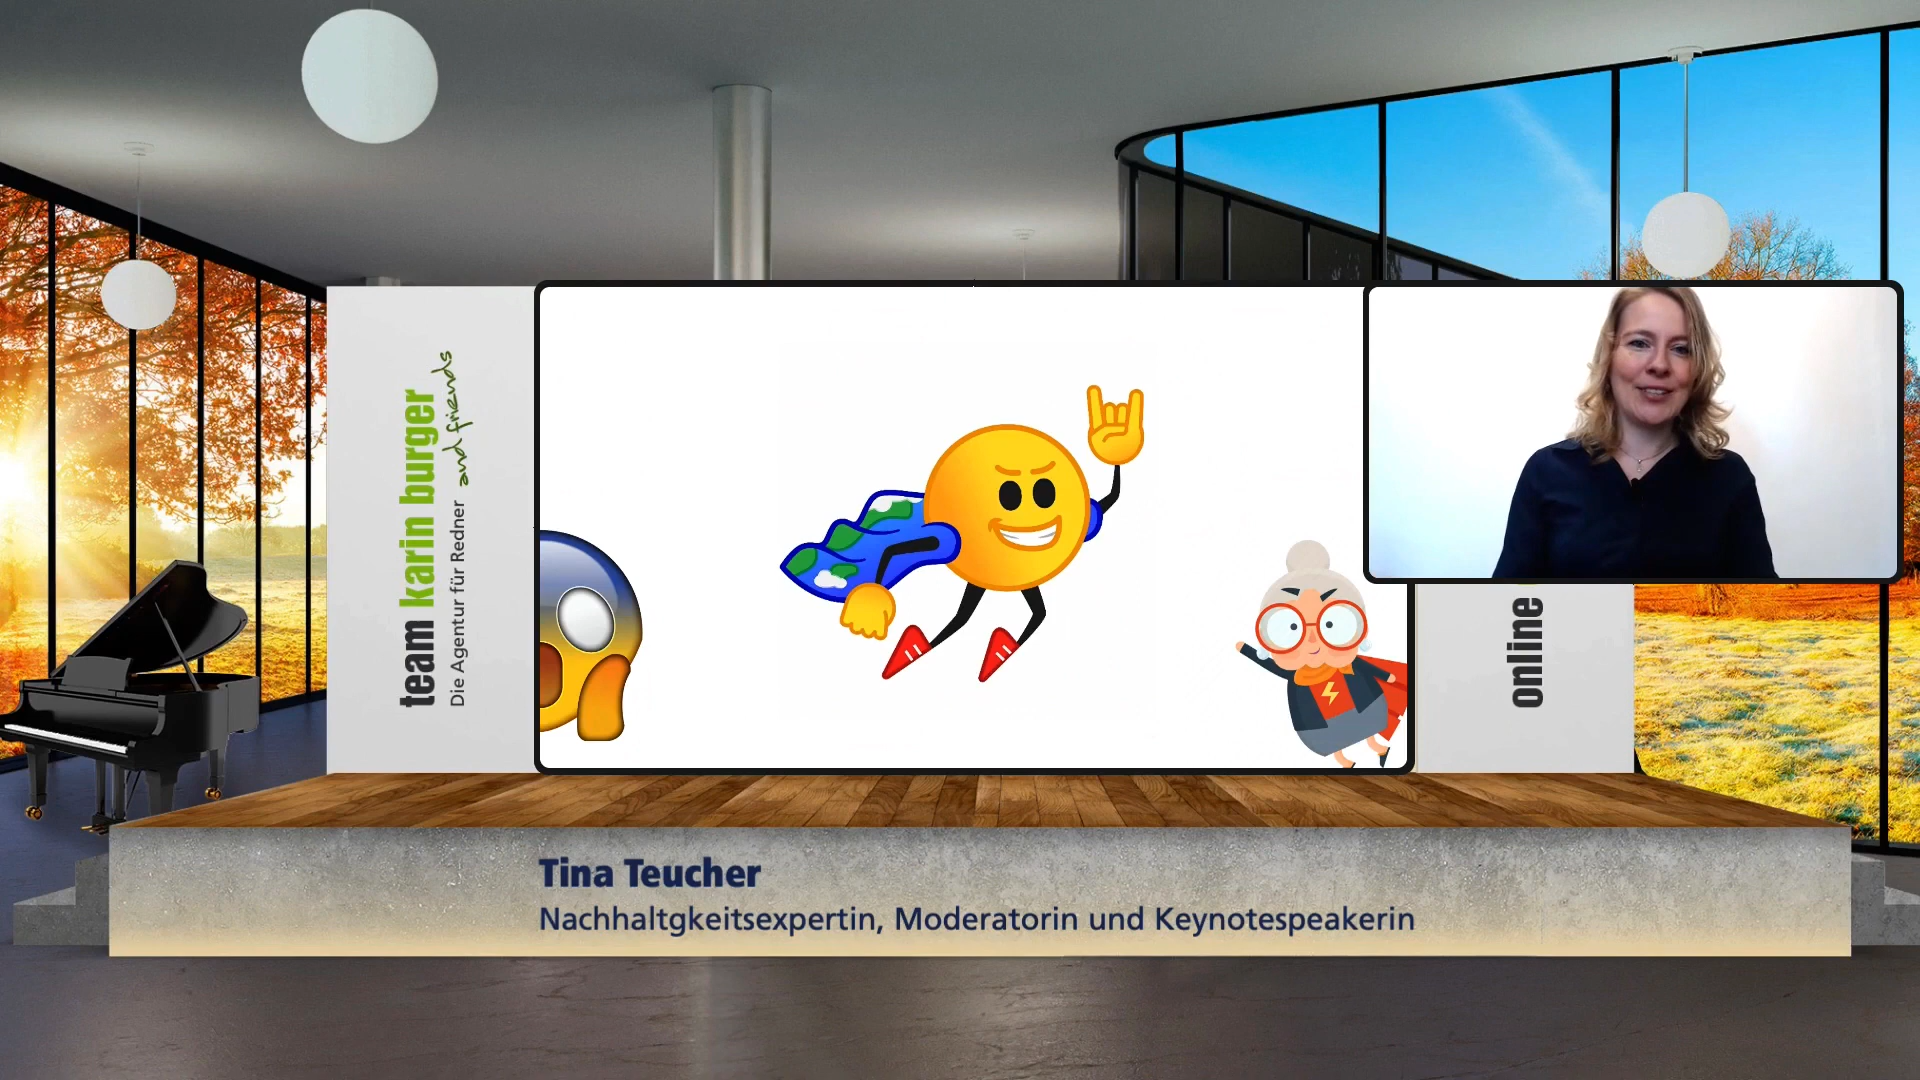 team karin burger
and friends
Die Agentur für Redner
online
Tina Teucher
Nachhaltgkeitsexpertin, Moderatorin und Keynotespeakerin